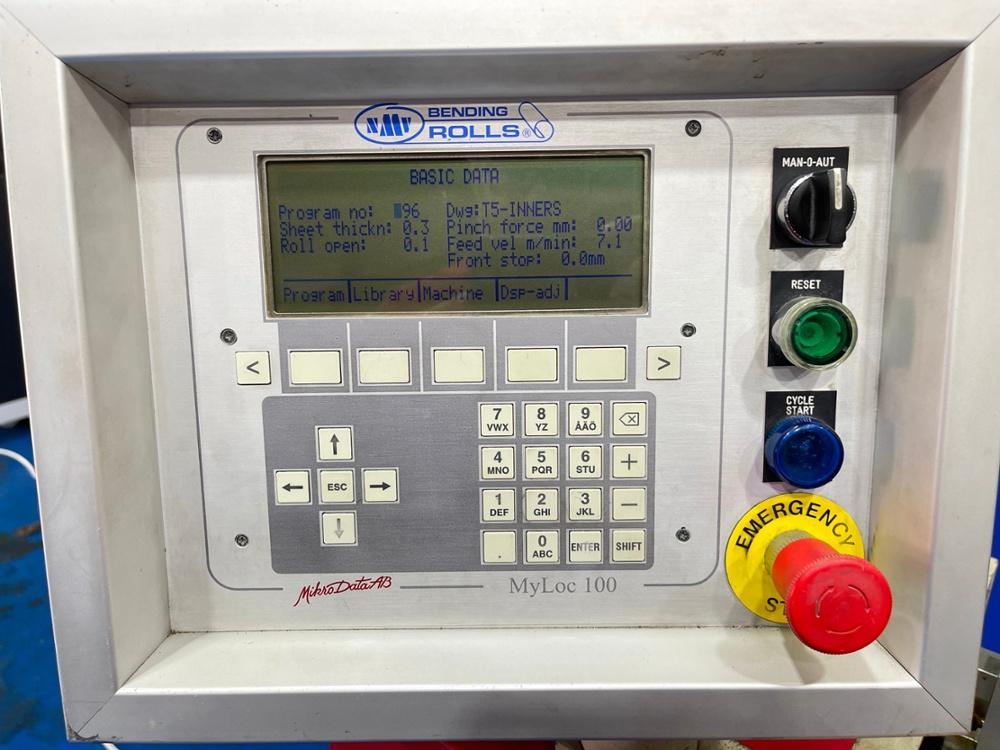 NMV BENDING
ROLLS®
BASIC DATA
Program no: 96 Dwg:T5-INNERS
Sheet thickn: 0.3 Pinch force mm: 0.00
Roll open: 0.1 Feed vel m/min: 7.1
Front stop: 0.0mm
Program Library Machine Dsp-adj
MAN-0-AUT
RESET
CYCLE
START
< >
7 8 9
VWX YZ ÅÄÖ
↑
4 5 6 +
MNO PQR STU
← ESC →
1 2 3 −
DEF GHI JKL
↓
. 0 ENTER SHIFT
ABC
MikroData AB MyLoc 100
EMERGENCY